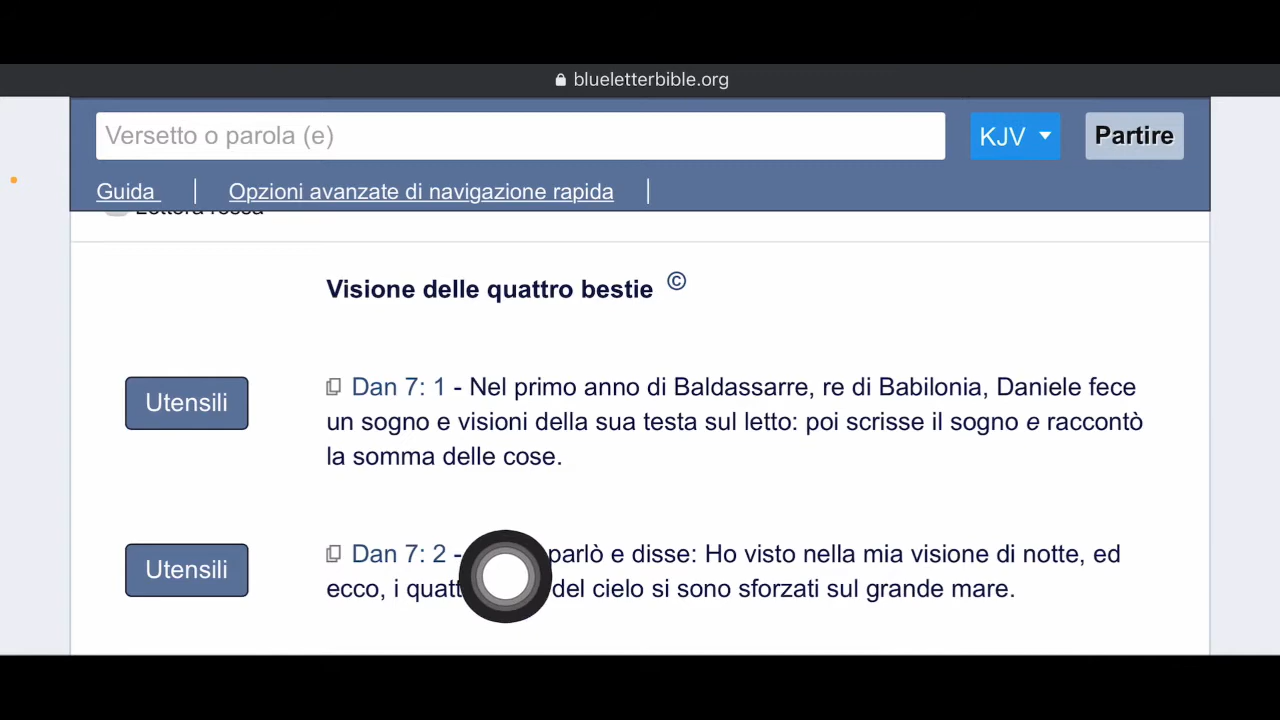 blueletterbible.org
Versetto o parola (e)
KJV
Partire
Guida
Opzioni avanzate di navigazione rapida
Visione delle quattro bestie ©
Utensili
Dan 7: 1 - Nel primo anno di Baldassarre, re di Babilonia, Daniele fece
un sogno e visioni della sua testa sul letto: poi scrisse il sogno e raccontò
la somma delle cose.
Utensili
Dan 7: 2 - parlò e disse: Ho visto nella mia visione di notte, ed
ecco, i del cielo si sono sforzati sul grande mare.